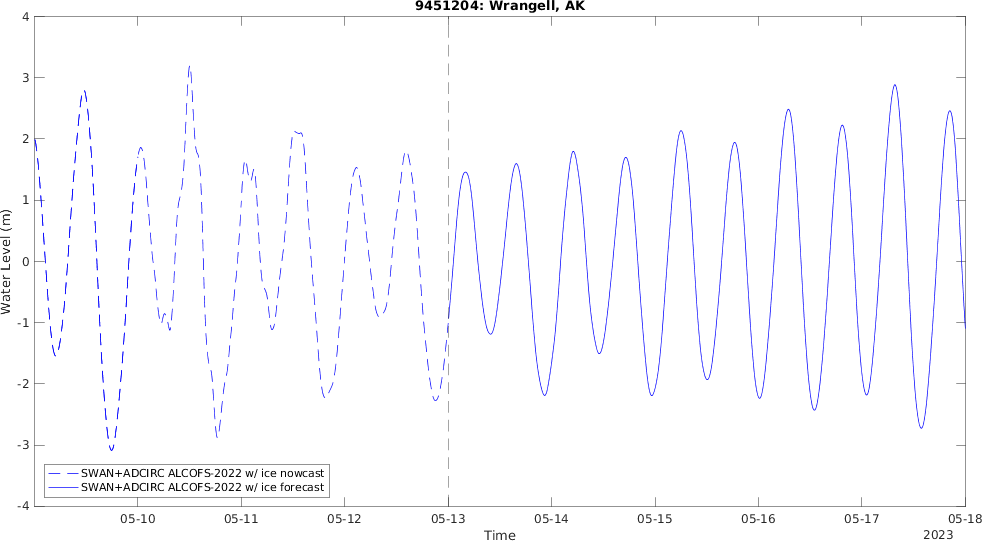 9451204: Wrangell, AK
4
3
2
1
0
-1
-2
-3
-4
Water Level (m)
SWAN+ADCIRC ALCOFS-2022 w/ ice nowcast
SWAN+ADCIRC ALCOFS-2022 w/ ice forecast
05-10 05-11 05-12 05-13 05-14 05-15 05-16 05-17 05-18
Time
2023